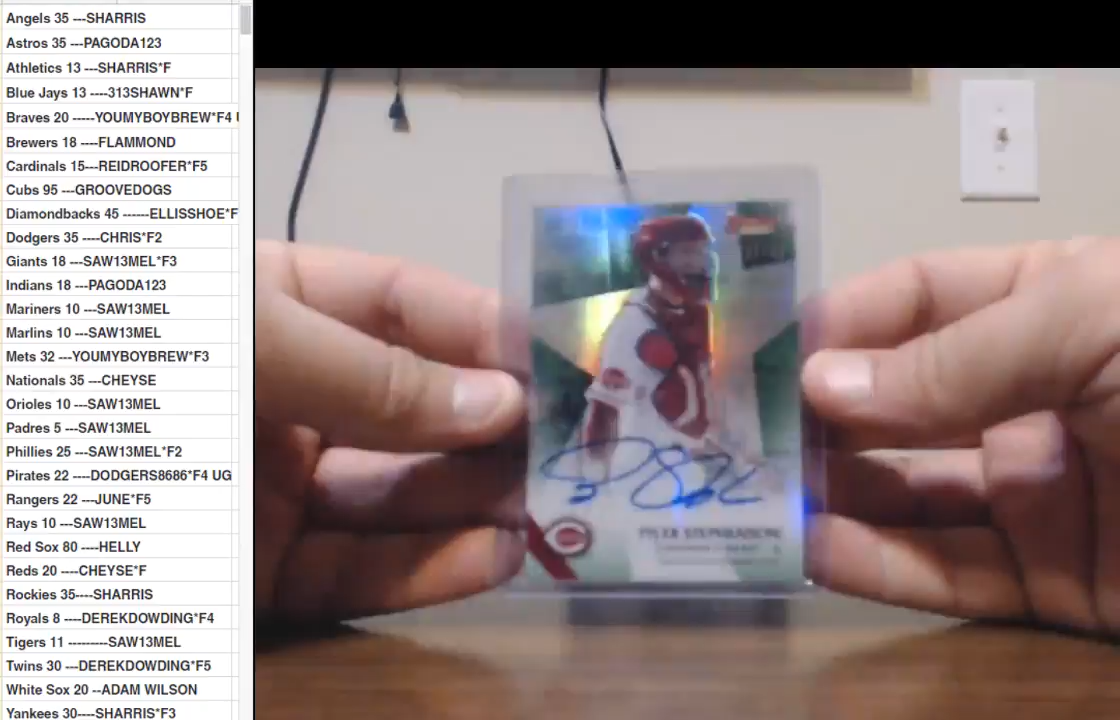 Angels 35 ---SHARRIS
Astros 35 ---PAGODA123
Athletics 13 ---SHARRIS*F
Blue Jays 13 ----313SHAWN*F
Braves 20 -----YOUMYBOYBREW*F4
Brewers 18 ----FLAMMOND
Cardinals 15---REIDROOFER*F5
Cubs 95 ---GROOVEDOGS
Diamondbacks 45 ------ELLISSHOE*F
Dodgers 35 ----CHRIS*F2
Giants 18 ---SAW13MEL*F3
Indians 18 ---PAGODA123
Mariners 10 ---SAW13MEL
Marlins 10 ---SAW13MEL
Mets 32 ---YOUMYBOYBREW*F3
Nationals 35 ---CHEYSE
Orioles 10 ---SAW13MEL
Padres 5 ---SAW13MEL
Phillies 25 ---SAW13MEL*F2
Pirates 22 ----DODGERS8686*F4 UG
Rangers 22 ---JUNE*F5
Rays 10 ---SAW13MEL
Red Sox 80 ----HELLY
Reds 20 ----CHEYSE*F
Rockies 35----SHARRIS
Royals 8 ----DEREKDOWDING*F4
Tigers 11 ---------SAW13MEL
Twins 30 ---DEREKDOWDING*F5
White Sox 20 --ADAM WILSON
Yankees 30----SHARRIS*F3
TYLER STEPHENSON